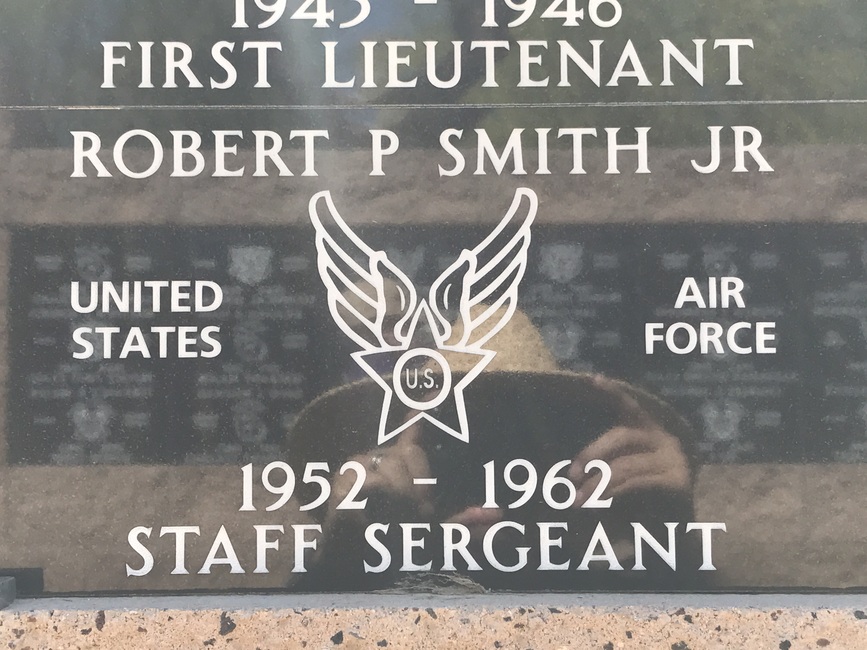 1945 - 1946
FIRST LIEUTENANT
ROBERT P SMITH JR
UNITED
STATES
AIR
FORCE
U.S.
1952 - 1962
STAFF SERGEANT